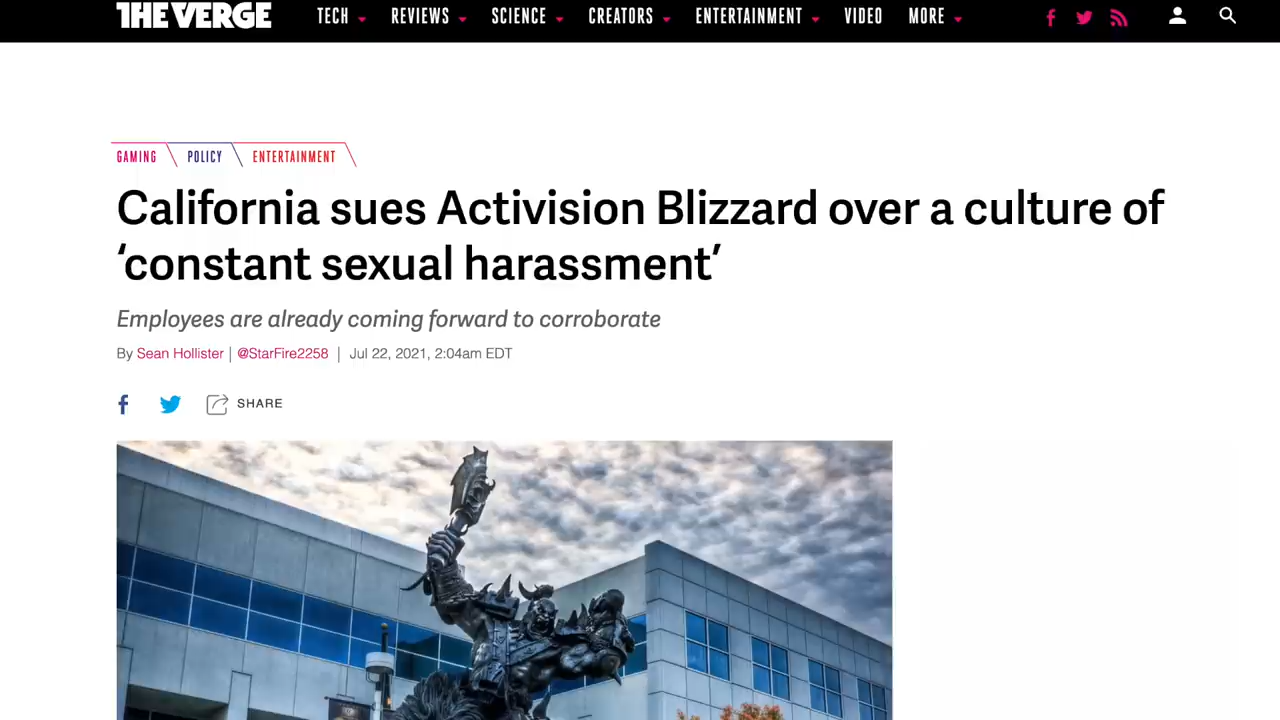 THE VERGE TECH REVIEWS SCIENCE CREATORS ENTERTAINMENT VIDEO MORE
GAMING POLICY ENTERTAINMENT
California sues Activision Blizzard over a culture of
‘constant sexual harassment’
Employees are already coming forward to corroborate
By Sean Hollister | @StarFire2258 | Jul 22, 2021, 2:04am EDT
SHARE